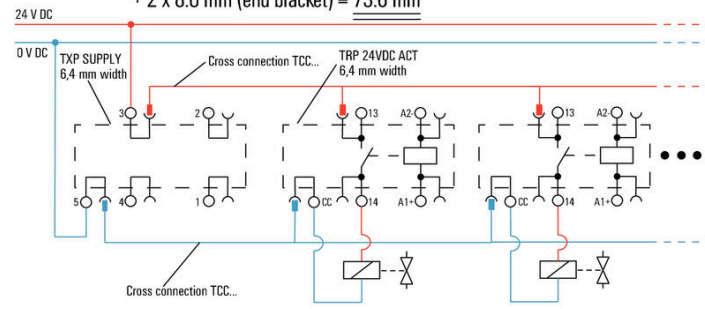 + 2 x 8.0 mm (end bracket) = 73.6 mm
24 V DC
0 V DC
TXP SUPPLY
6,4 mm width
Cross connection TCC...
TRP 24VDC ACT
6,4 mm width
3 2 13 A2- 13 A2-
5 4 1 CC 14 A1+ CC 14 A1+
Cross connection TCC...